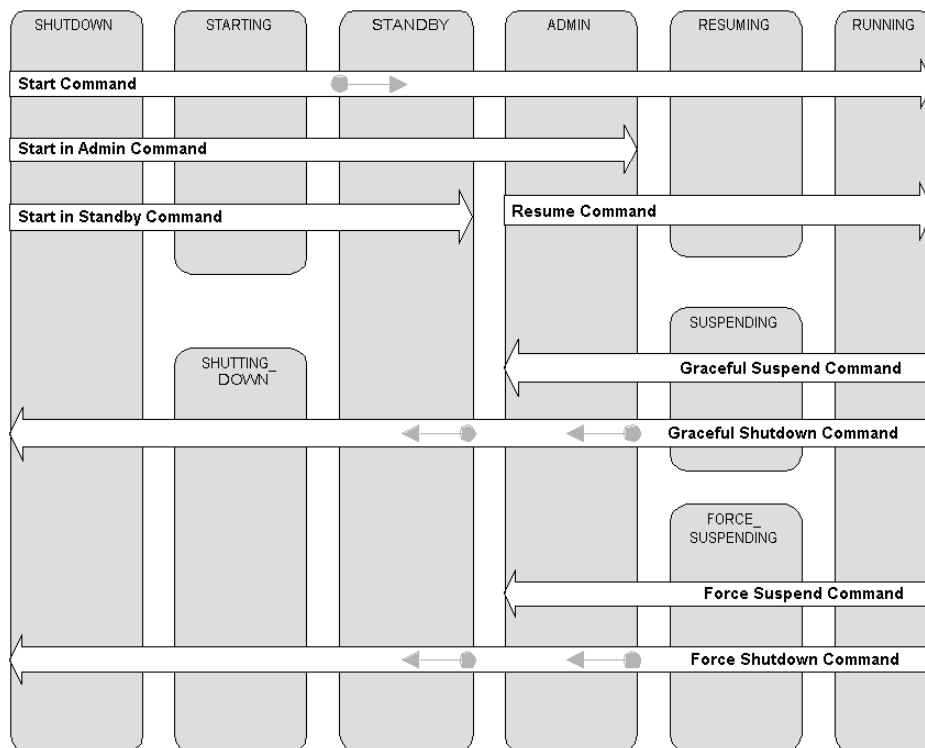 SHUTDOWN
STARTING
STANDBY
ADMIN
RESUMING
RUNNING
Start Command
Start in Admin Command
Start in Standby Command
Resume Command
SUSPENDING
SHUTTING_
DOWN
Graceful Suspend Command
Graceful Shutdown Command
FORCE_
SUSPENDING
Force Suspend Command
Force Shutdown Command